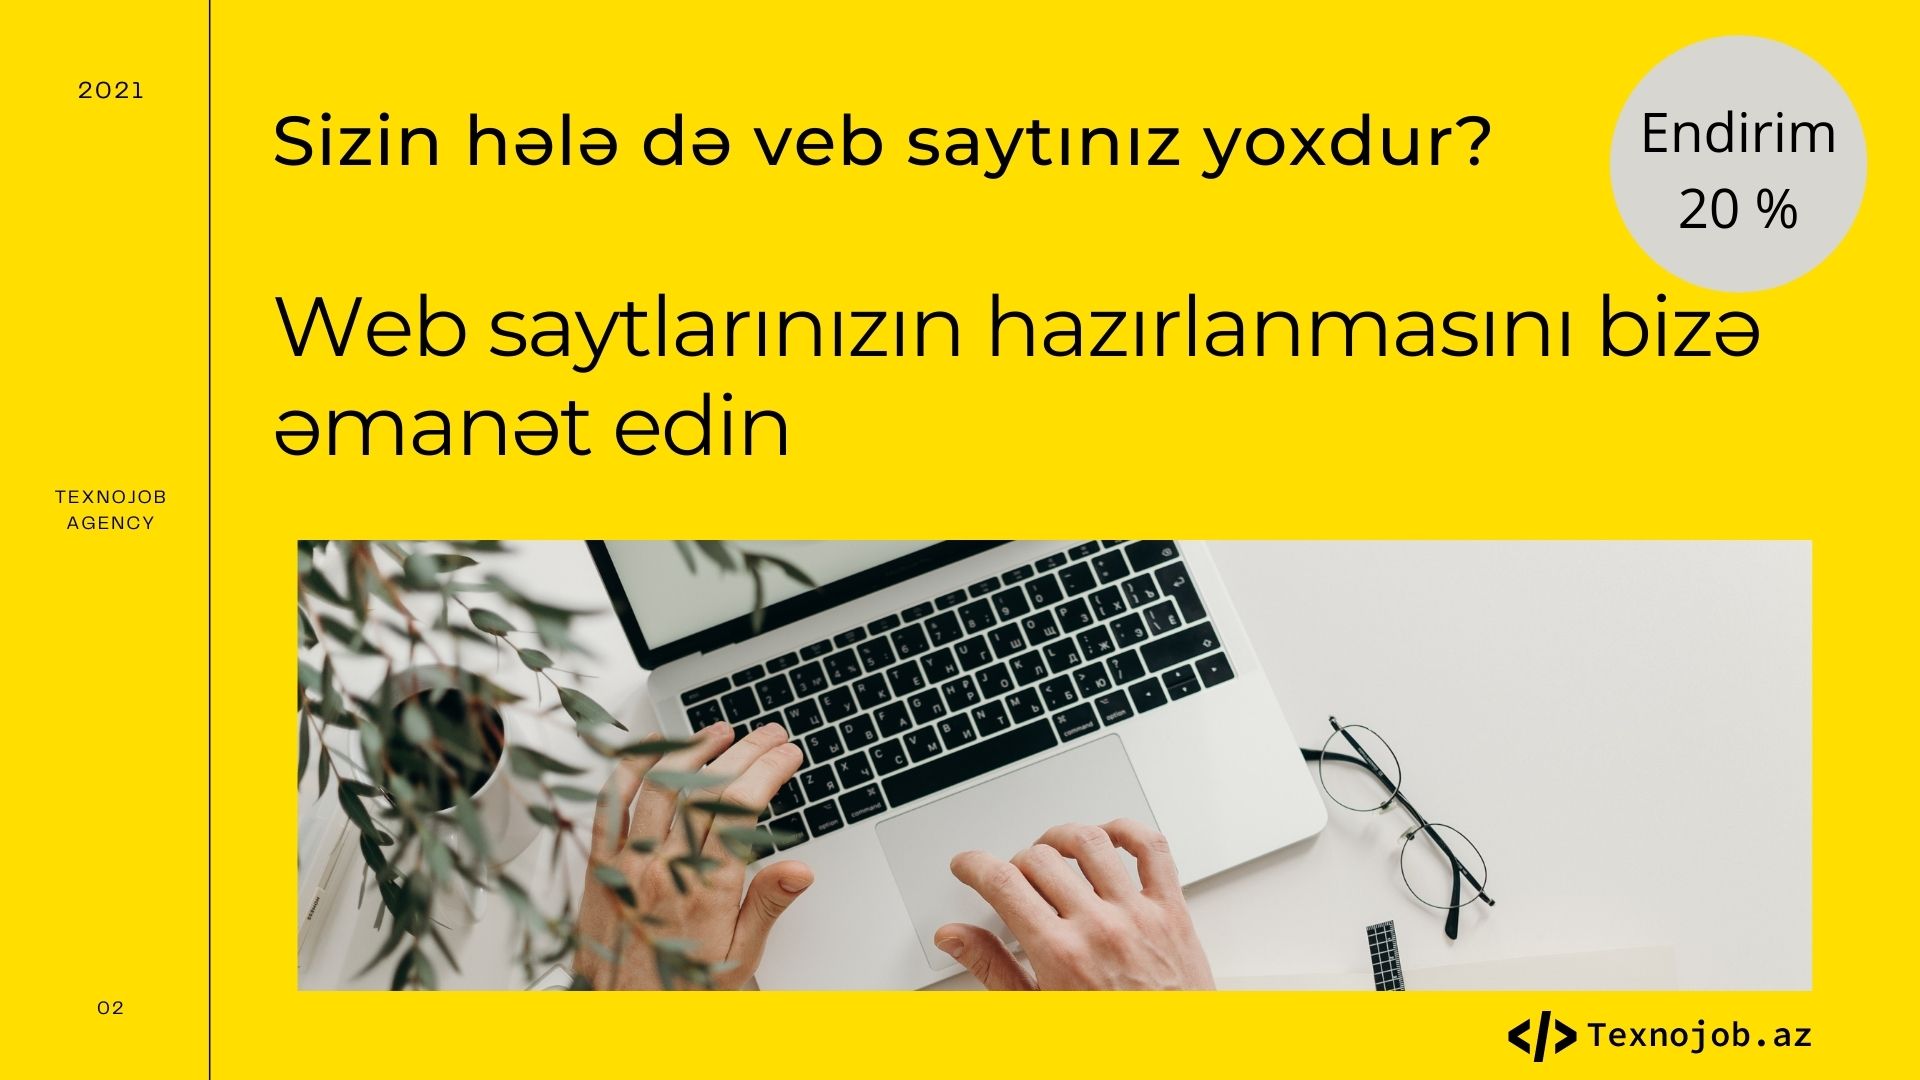 2021
Sizin hələ də veb saytınız yoxdur?
Endirim
20 %
Web saytlarınızın hazırlanmasını bizə
əmanət edin
TEXNOJOB
AGENCY
02
</> Texnojob.az